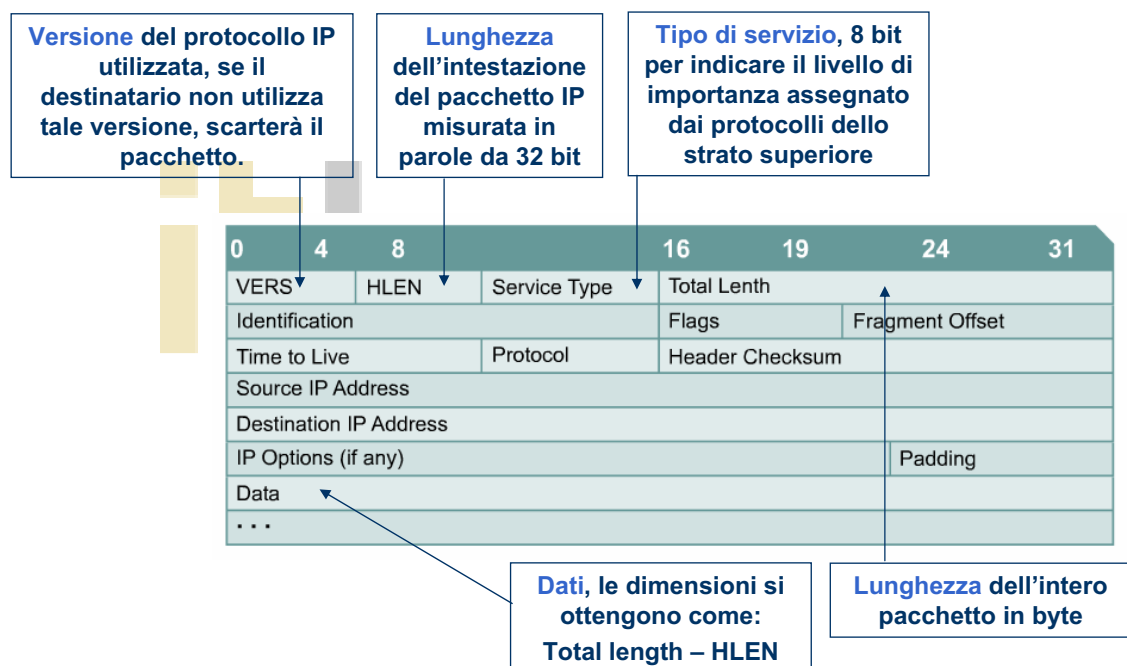 Versione del protocollo IP
utilizzata, se il
destinatario non utilizza
tale versione, scarterà il
pacchetto.
Lunghezza
dell’intestazione
del pacchetto IP
misurata in
parole da 32 bit
Tipo di servizio, 8 bit
per indicare il livello di
importanza assegnato
dai protocolli dello
strato superiore
0 4 8 16 19 24 31
VERS HLEN Service Type Total Lenth
Identification Flags Fragment Offset
Time to Live Protocol Header Checksum
Source IP Address
Destination IP Address
IP Options (if any) Padding
Data
. . .
Dati, le dimensioni si
ottengono come:
Total length – HLEN
Lunghezza dell’intero
pacchetto in byte